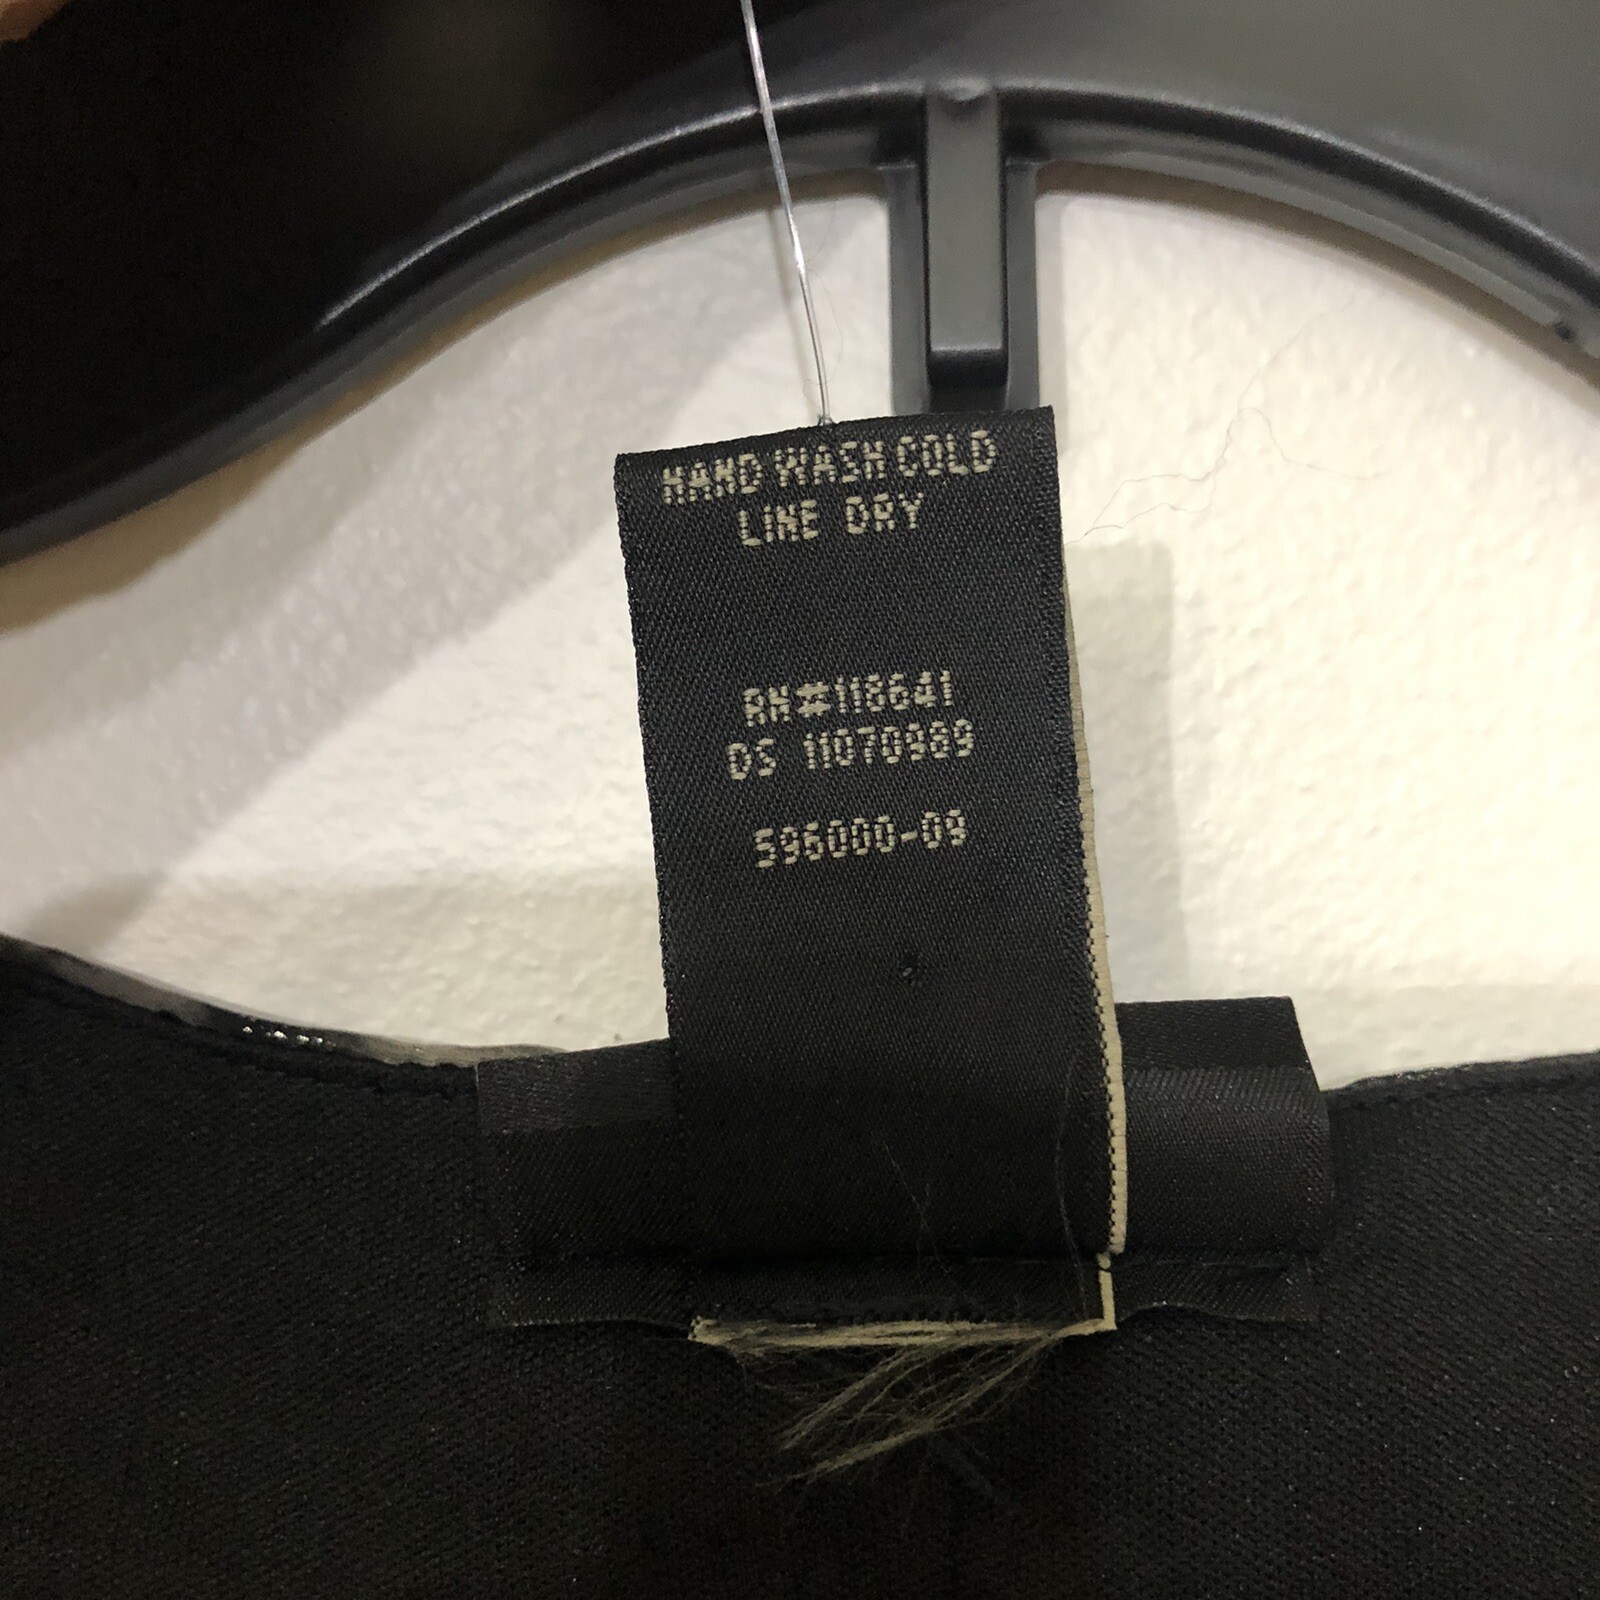 HAND WASH COLD
LINE DRY
RN#118641
DS 11070989
596000-09